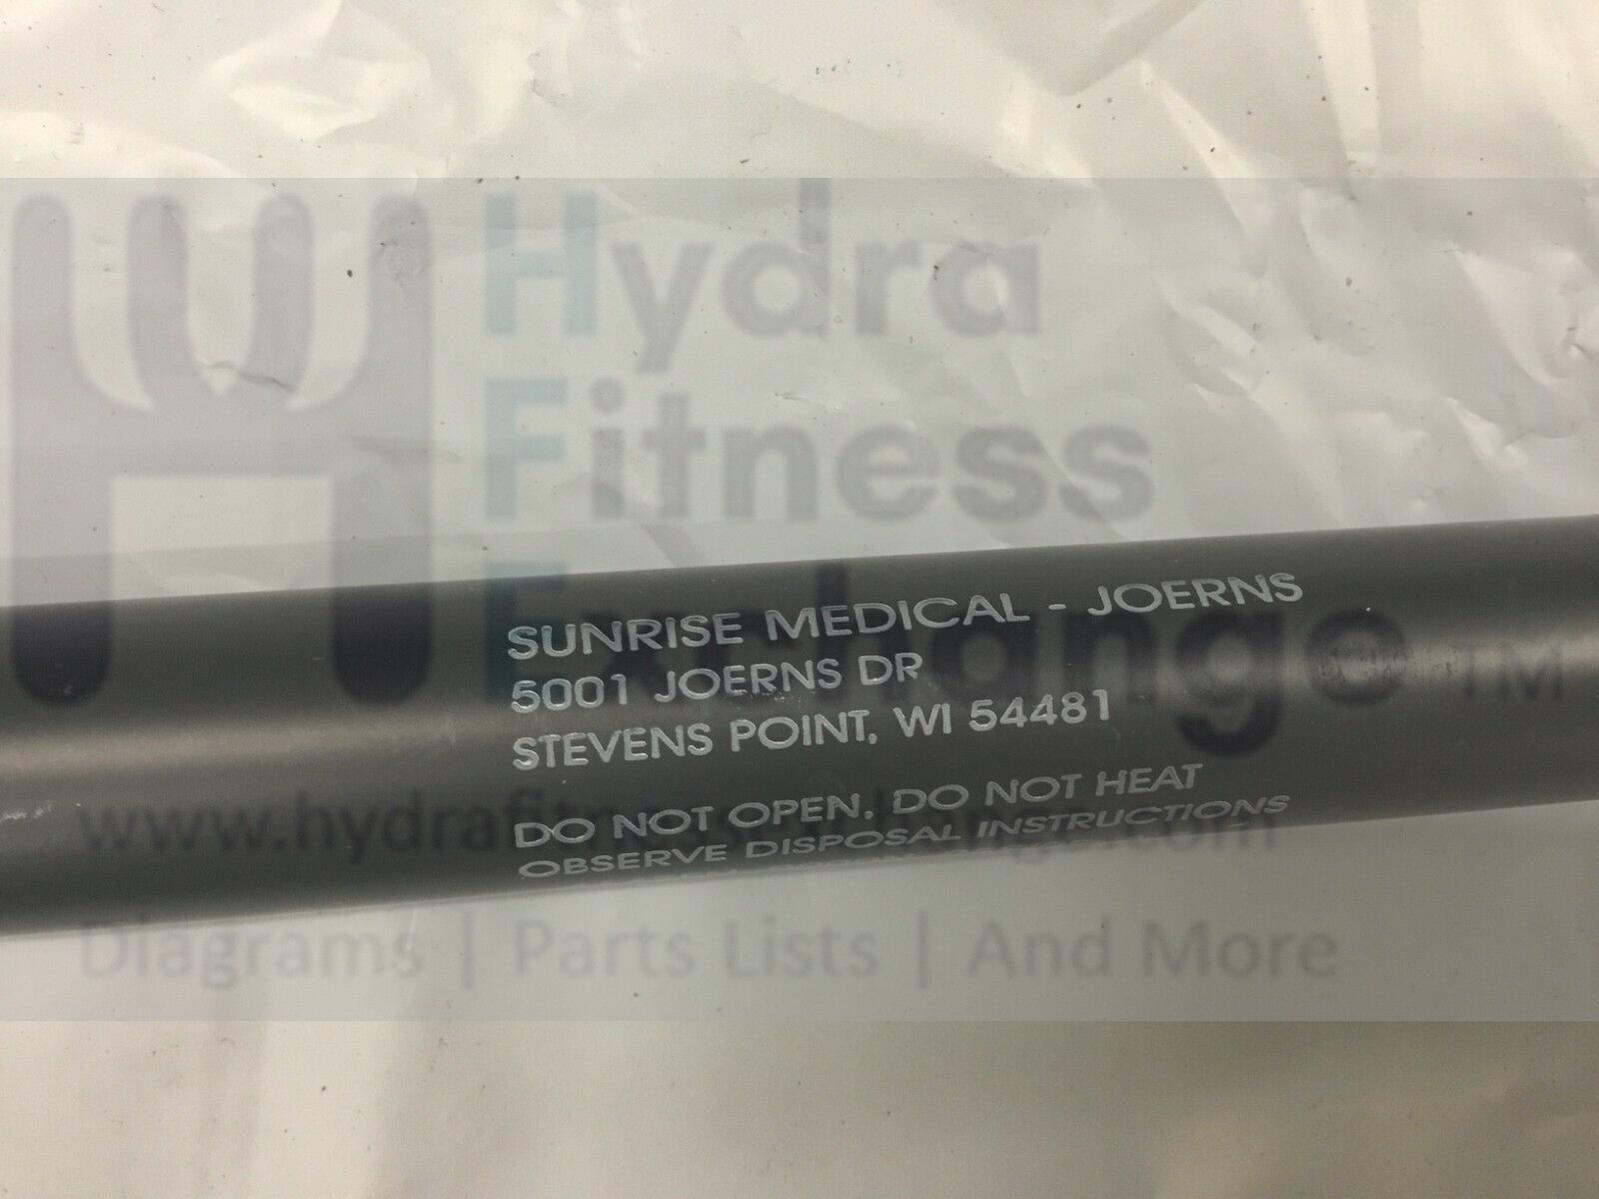 Hydra
Fitness
Exchange TM
SUNRISE MEDICAL - JOERNS
5001 JOERNS DR
STEVENS POINT, WI 54481
DO NOT OPEN, DO NOT HEAT
OBSERVE DISPOSAL INSTRUCTIONS
www.hydrafitnessexchange.com
Diagrams | Parts Lists | And More